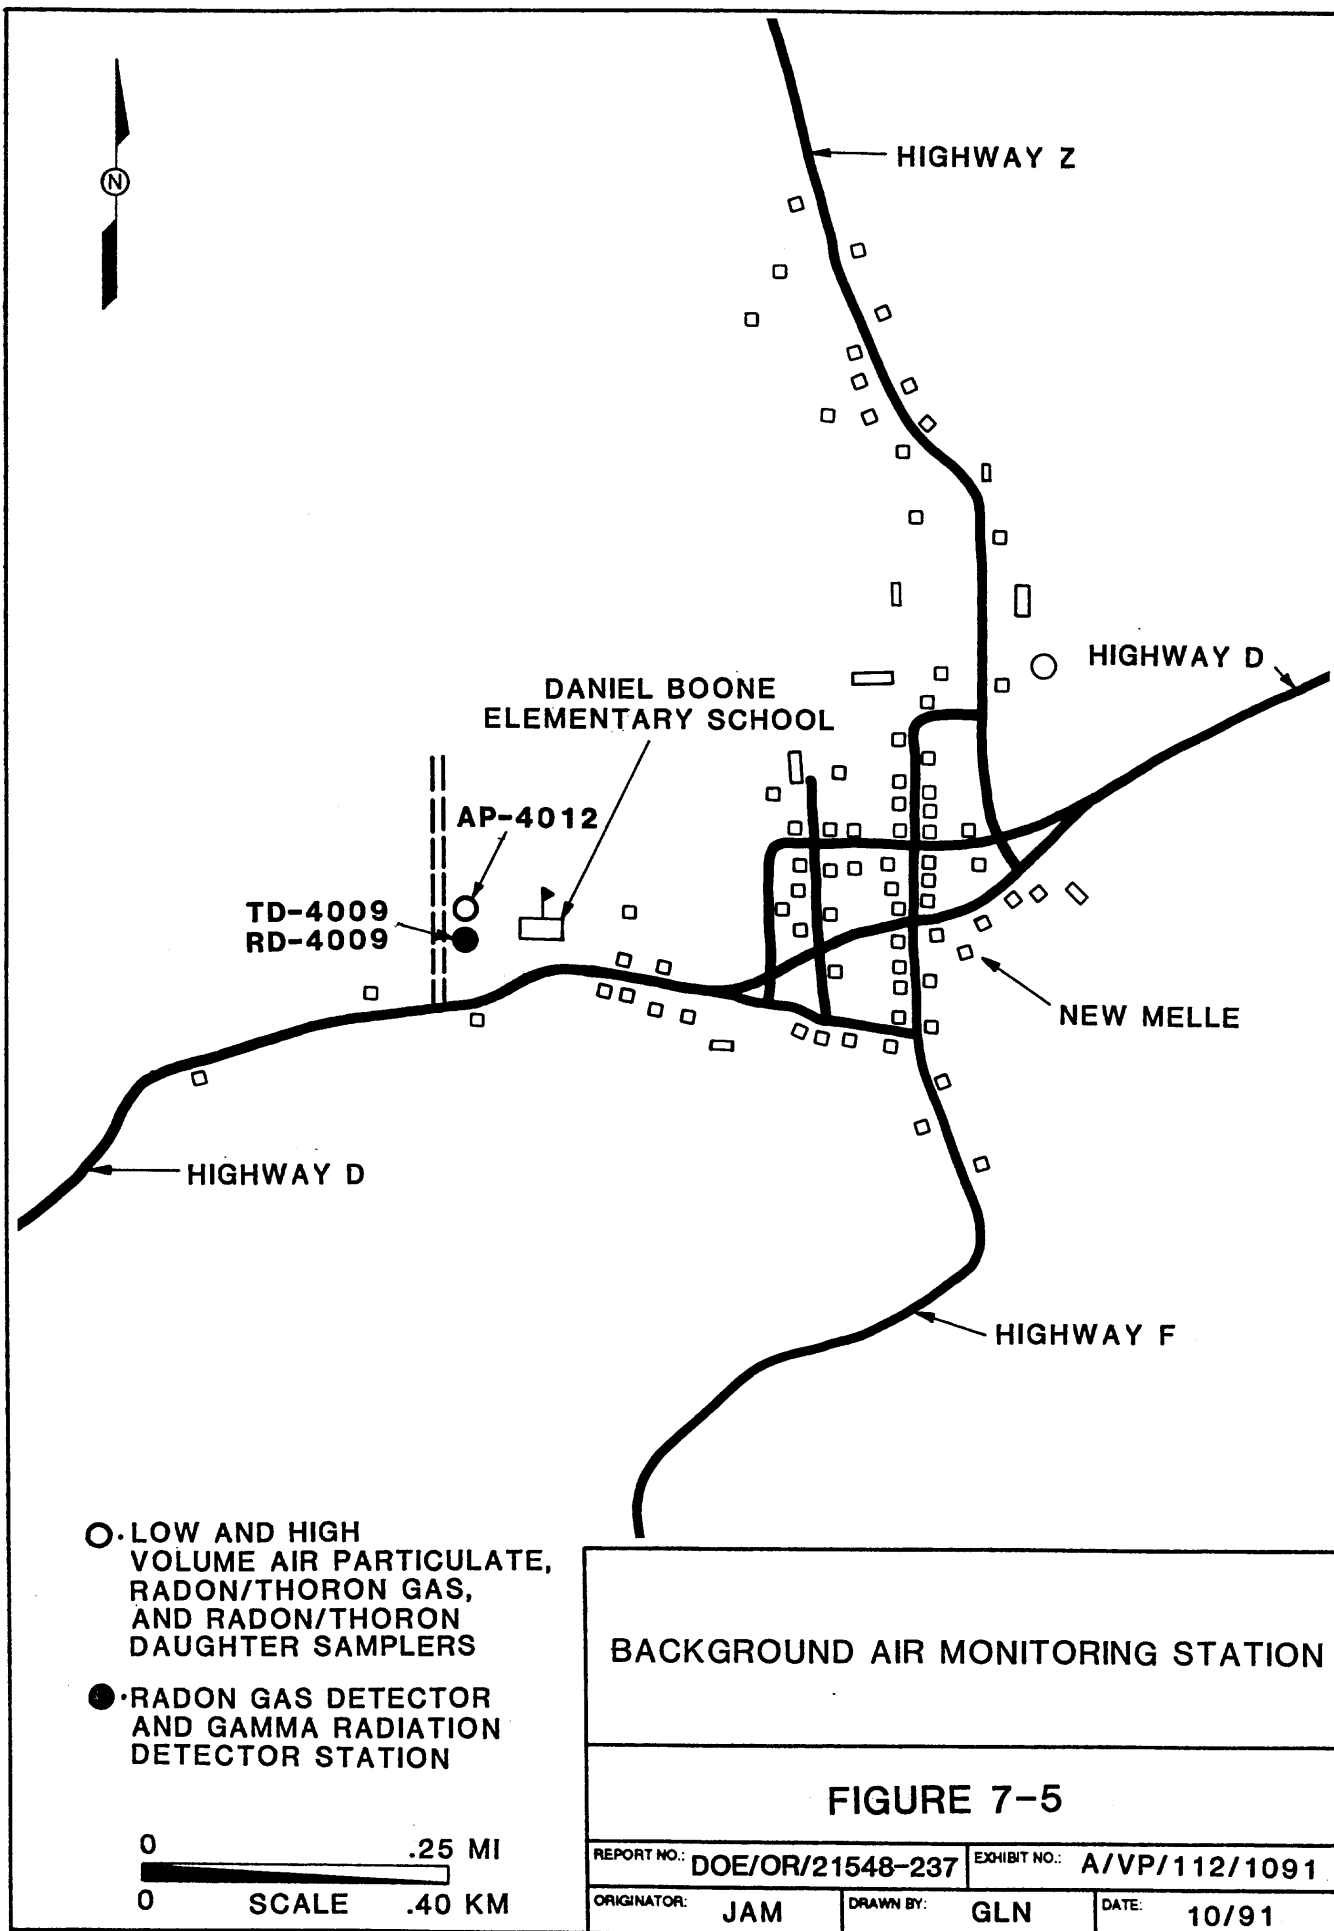 N
HIGHWAY Z
HIGHWAY D
DANIEL BOONE
ELEMENTARY SCHOOL
AP-4012
TD-4009
RD-4009
NEW MELLE
HIGHWAY D
HIGHWAY F
LOW AND HIGH
VOLUME AIR PARTICULATE,
RADON/THORON GAS,
AND RADON/THORON
DAUGHTER SAMPLERS
RADON GAS DETECTOR
AND GAMMA RADIATION
DETECTOR STATION
0 .25 MI
0 SCALE .40 KM
BACKGROUND AIR MONITORING STATION
FIGURE 7-5
REPORT NO.: DOE/OR/21548-237 EXHIBIT NO.: A/VP/112/1091
ORIGINATOR: JAM DRAWN BY: GLN DATE: 10/91